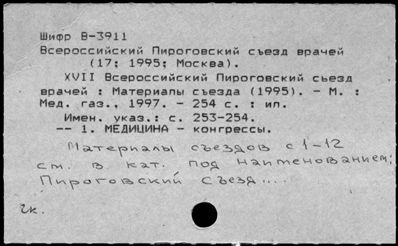 Шифр В-3911
Всероссийский Пироговский съезд врачей
(17; 1995; Москва).
XVII Всероссийский Пироговский съезд
врачей : Материалы съезда (1995). - М. :
Мед. газ., 1997. - 254 с. : ил.
Имен. указ.: с. 253-254.
-- 1. МЕДИЦИНА - конгрессы.
Материалы съездов с 1-12
см. в кат. под наименованием:
Пироговский съезд....
чк.